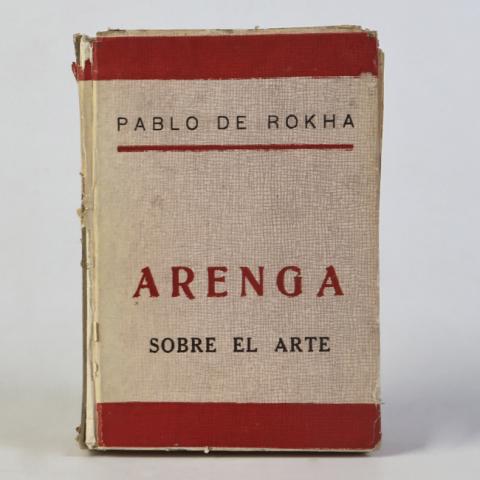 PABLO DE ROKHA
ARENGA
SOBRE EL ARTE